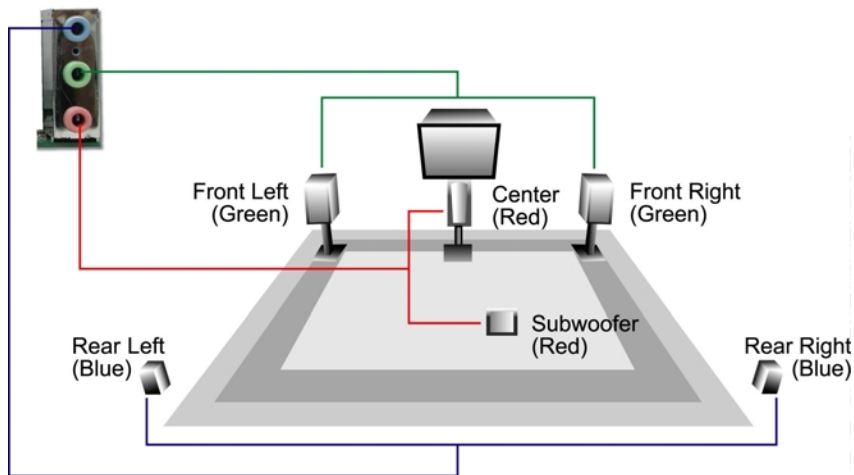 Front Left
(Green)
Center
(Red)
Front Right
(Green)
Subwoofer
(Red)
Rear Left
(Blue)
Rear Right
(Blue)